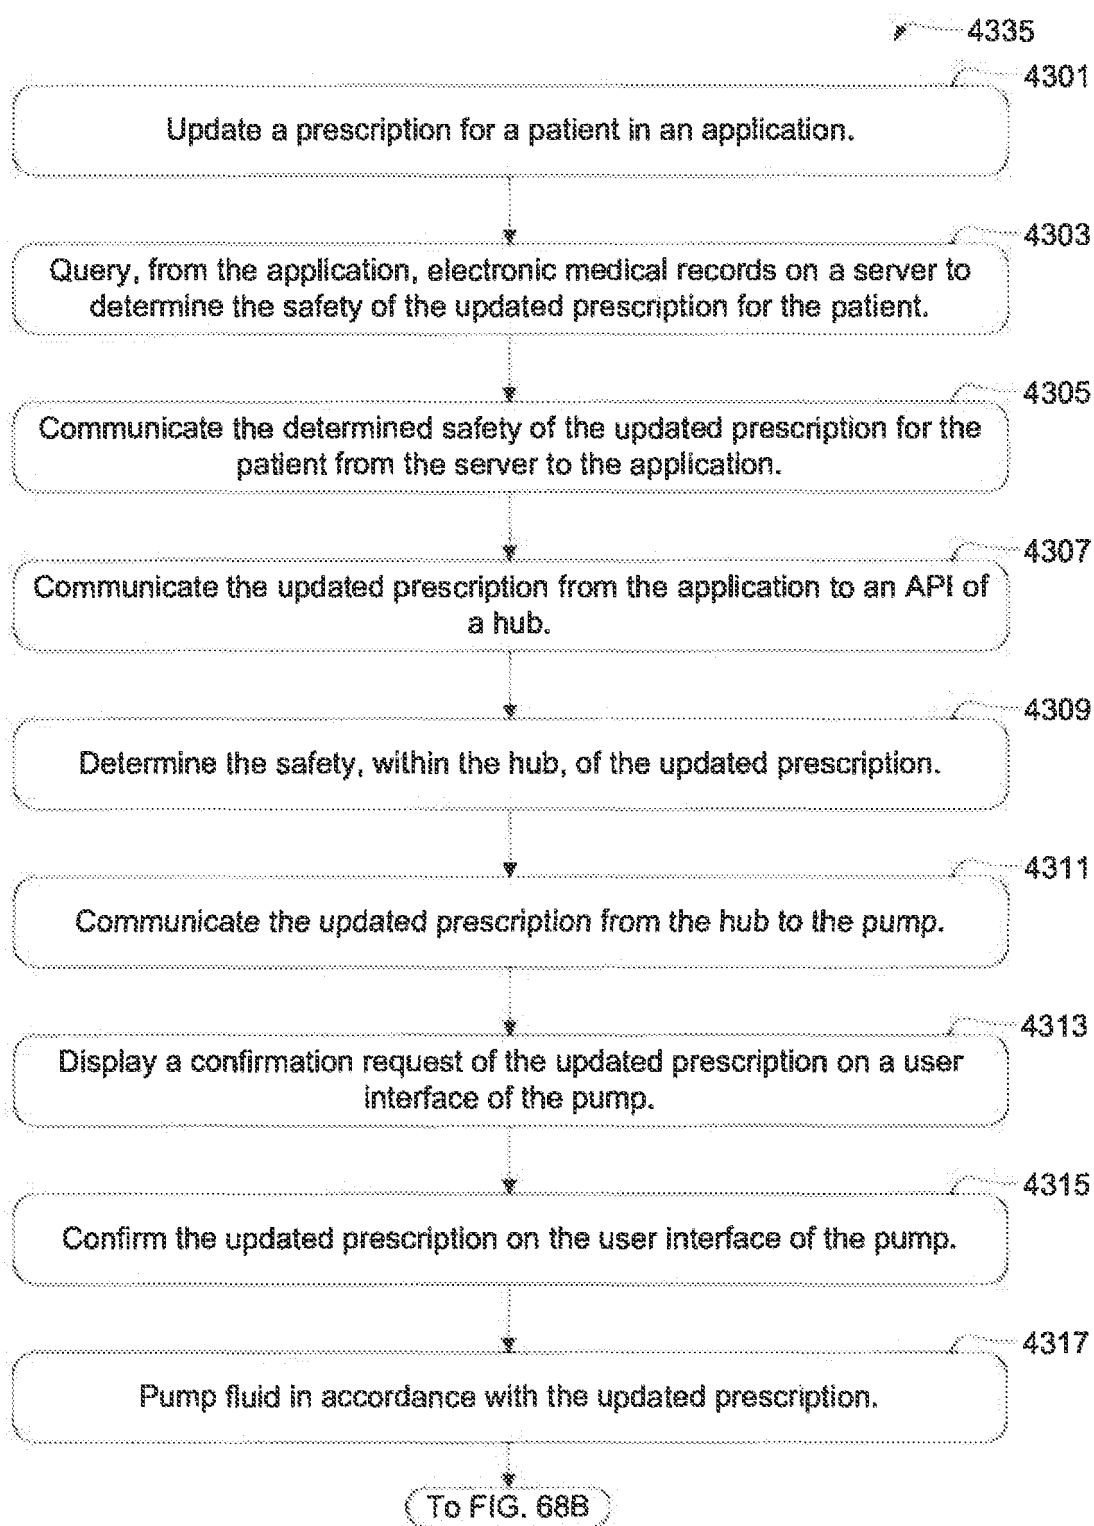 4335
4301
Update a prescription for a patient in an application.
4303
Query, from the application, electronic medical records on a server to
determine the safety of the updated prescription for the patient.
4305
Communicate the determined safety of the updated prescription for the
patient from the server to the application.
4307
Communicate the updated prescription from the application to an API of
a hub.
4309
Determine the safety, within the hub, of the updated prescription.
4311
Communicate the updated prescription from the hub to the pump.
4313
Display a confirmation request of the updated prescription on a user
interface of the pump.
4315
Confirm the updated prescription on the user interface of the pump.
4317
Pump fluid in accordance with the updated prescription.
To FIG. 68B